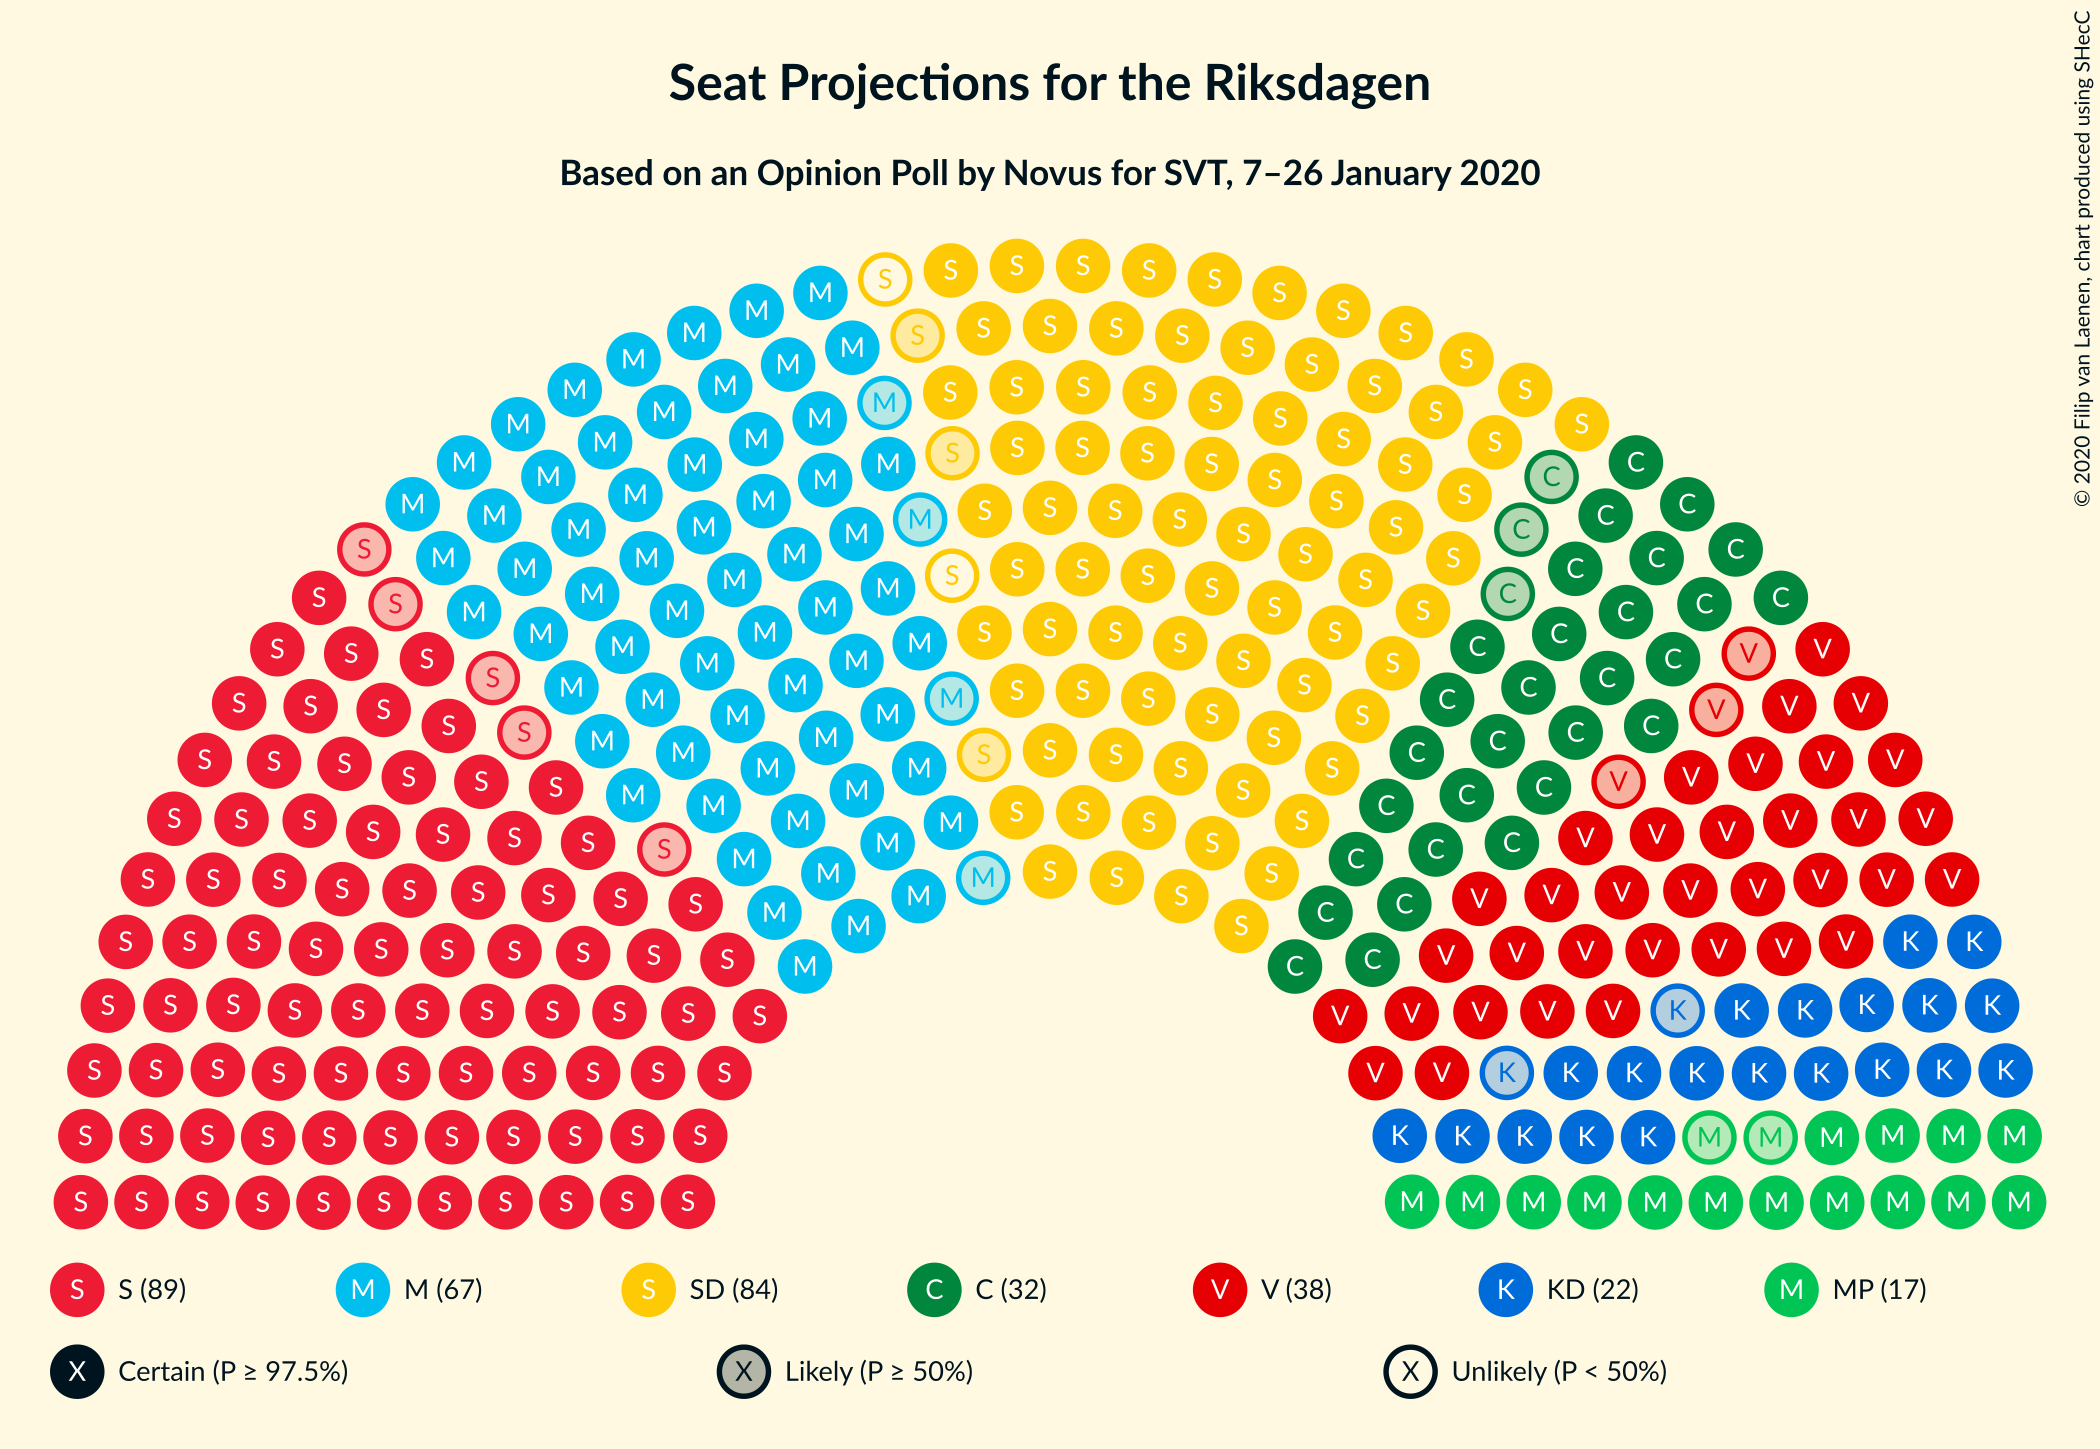 Seat Projections for the Riksdagen
Based on an Opinion Poll by Novus for SVT, 7–26 January 2020
© 2020 Filip van Laenen, chart produced using SHecC
S S (89) M M (67) S SD (84) C C (32) V V (38) K KD (22) M MP (17)
X Certain (P ≥ 97.5%) X Likely (P ≥ 50%) X Unlikely (P < 50%)